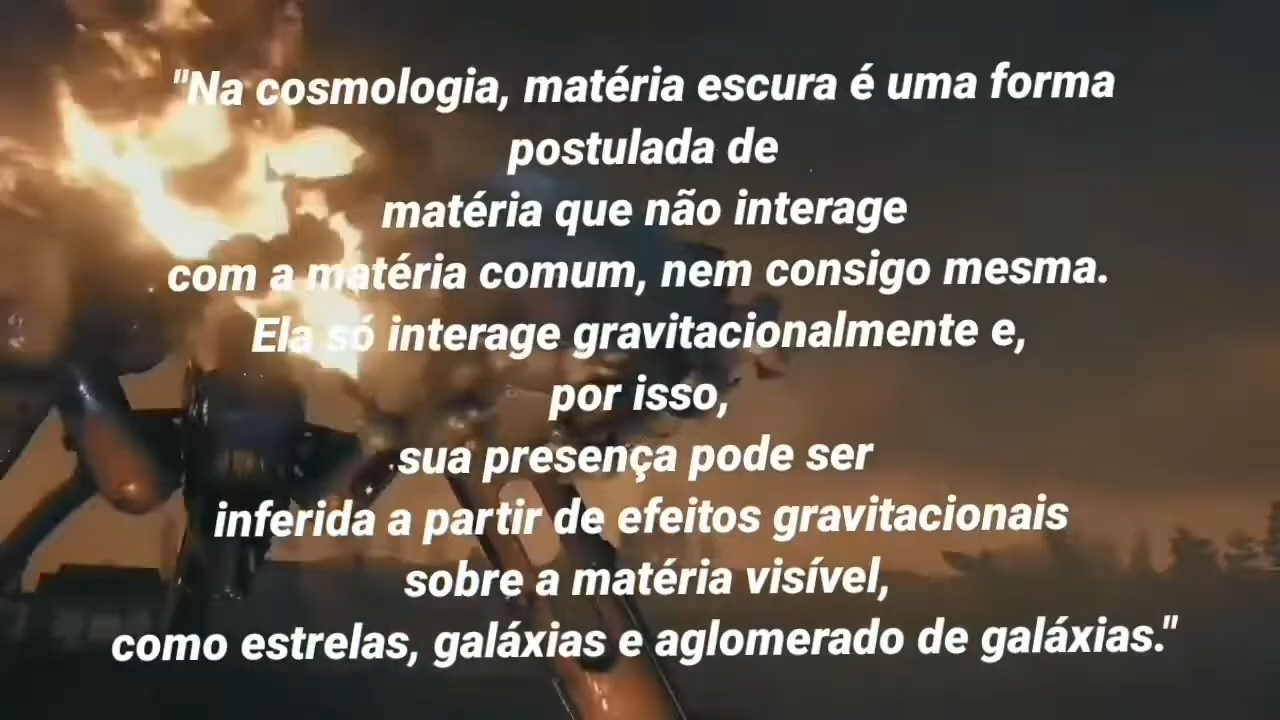 "Na cosmologia, matéria escura é uma forma
postulada de
matéria que não interage
com a matéria comum, nem consigo mesma.
Ela só interage gravitacionalmente e,
por isso,
sua presença pode ser
inferida a partir de efeitos gravitacionais
sobre a matéria visível,
como estrelas, galáxias e aglomerado de galáxias."